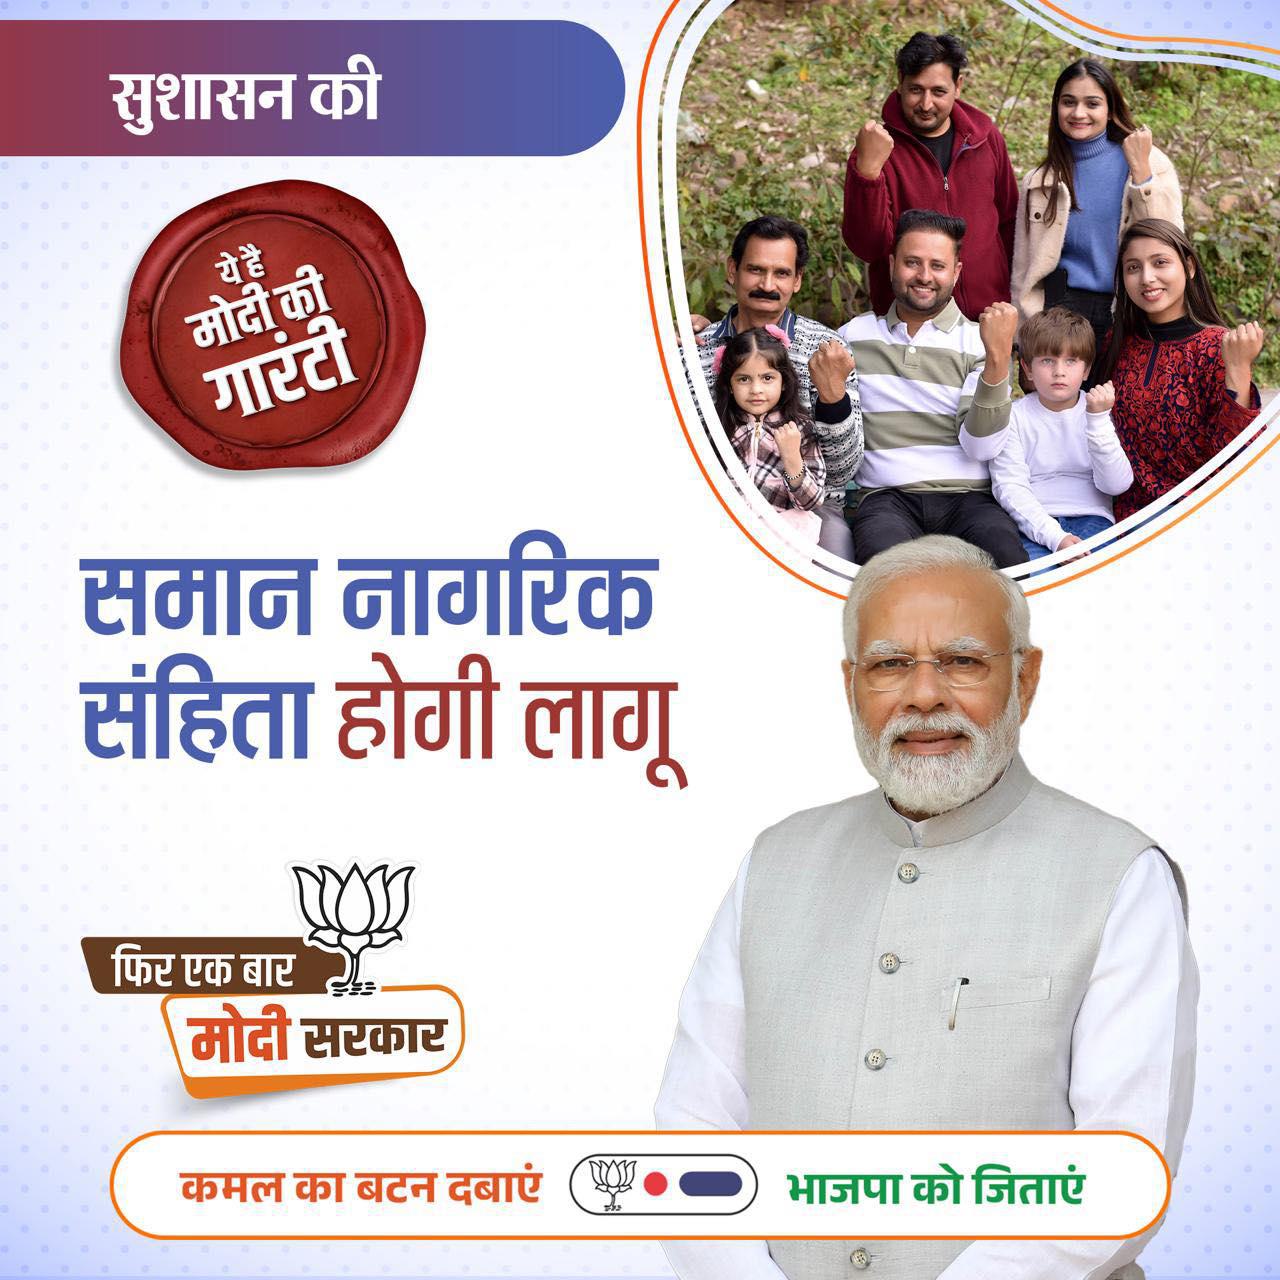 सुशासन की
ये है
मोदी की
गारंटी
समान नागरिक
संहिता होगी लागू
फिर एक बार
मोदी सरकार
कमल का बटन दबाएं भाजपा को जिताएं